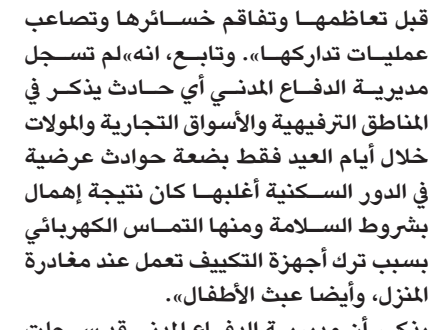 قبل تعاظمها وتفاقم خسائرها وتصاعب
عمليات تداركها». وتابع، انه»لم تسجل
مديرية الدفاع المدني أي حادث يذكر في
المناطق الترفيهية والأسواق التجارية والمولات
خلال أيام العيد فقط بضعة حوادث عرضية
في الدور السكنية أغلبها كان نتيجة إهمال
بشروط السلامة ومنها التماس الكهربائي
بسبب ترك أجهزة التكييف تعمل عند مغادرة
المنزل، وأيضا عبث الأطفال».